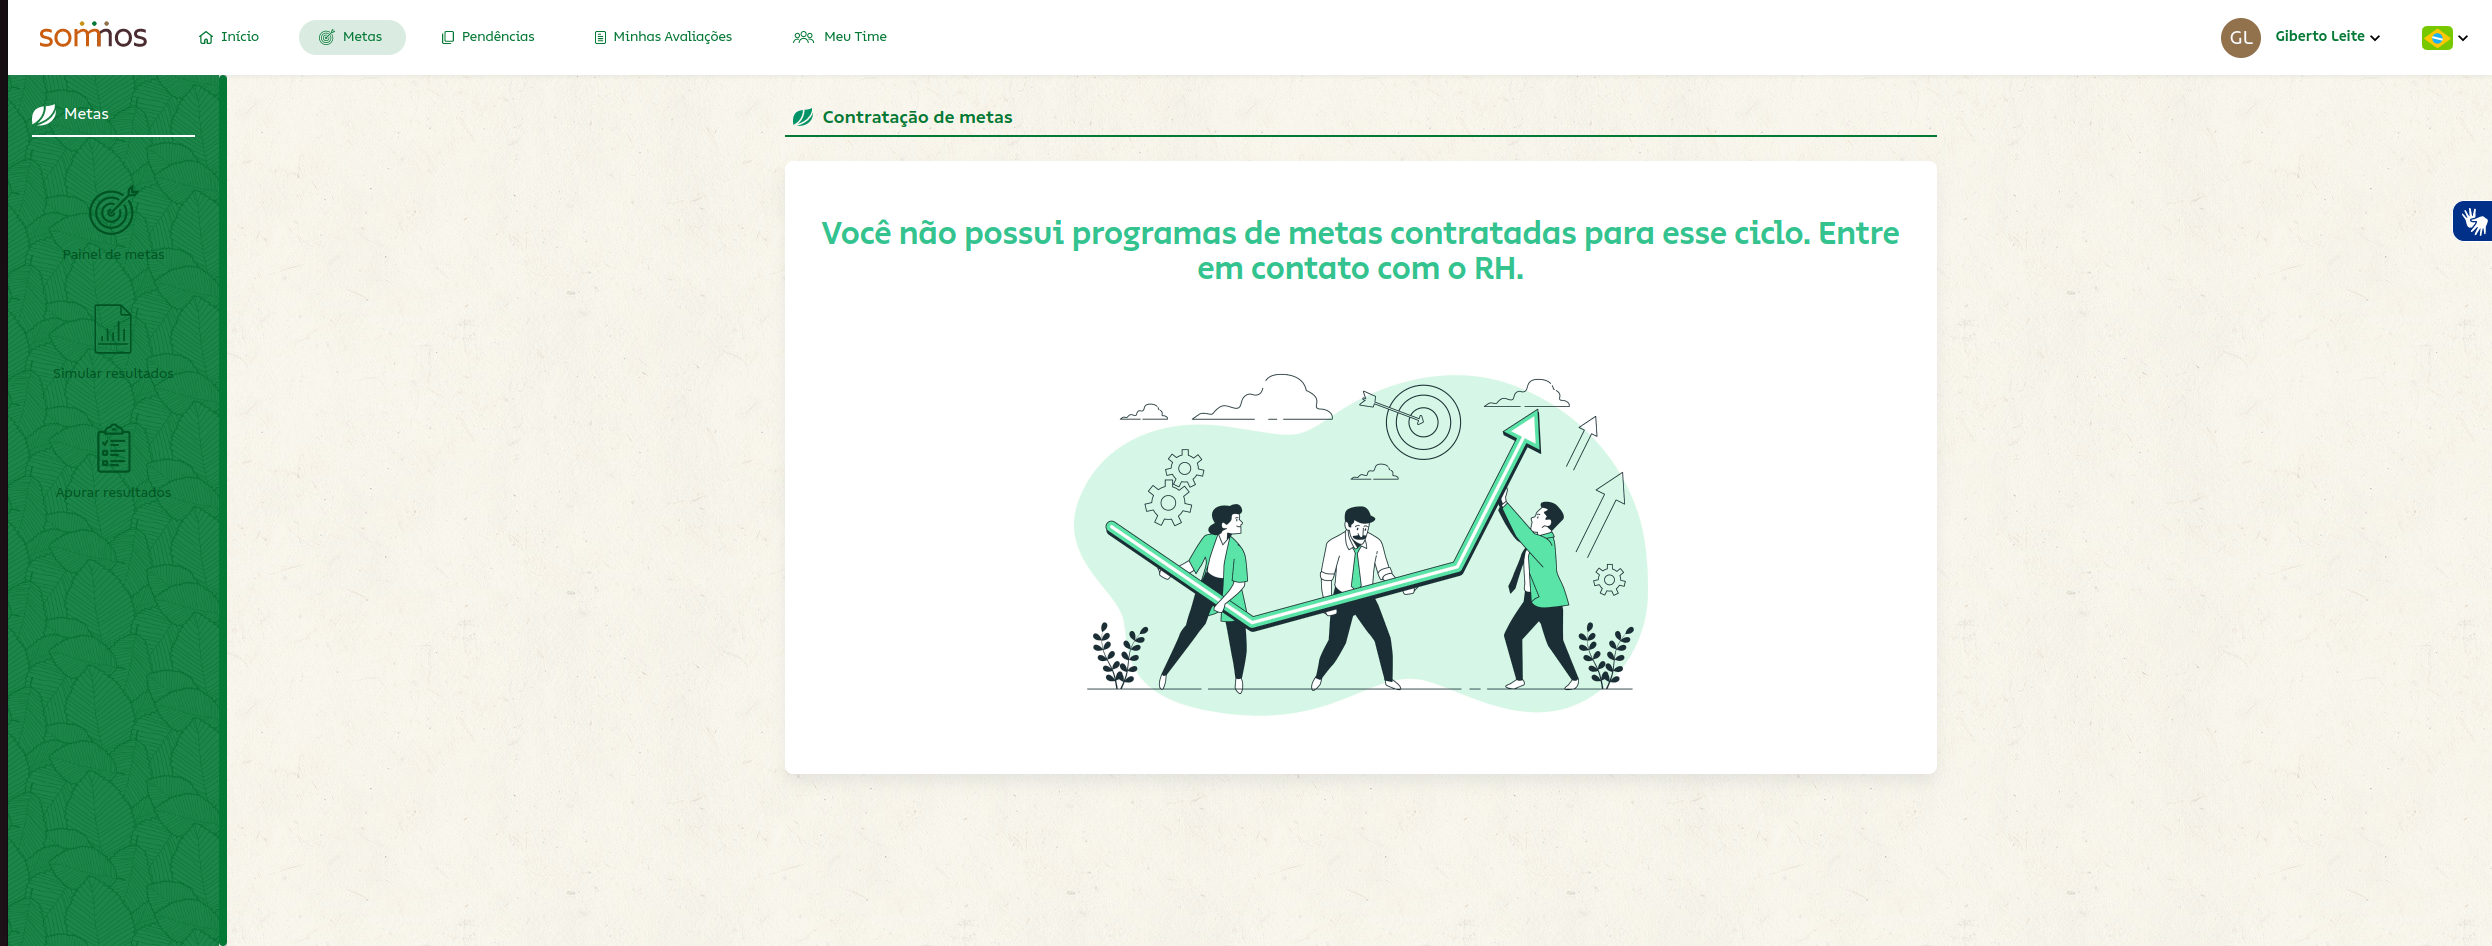 somnos
Início
Metas
Pendências
Minhas Avaliações
Meu Time
GL
Giberto Leite
Metas
Painel de metas
Simular resultados
Apurar resultados
Contratação de metas
Você não possui programas de metas contratadas para esse ciclo. Entre
em contato com o RH.